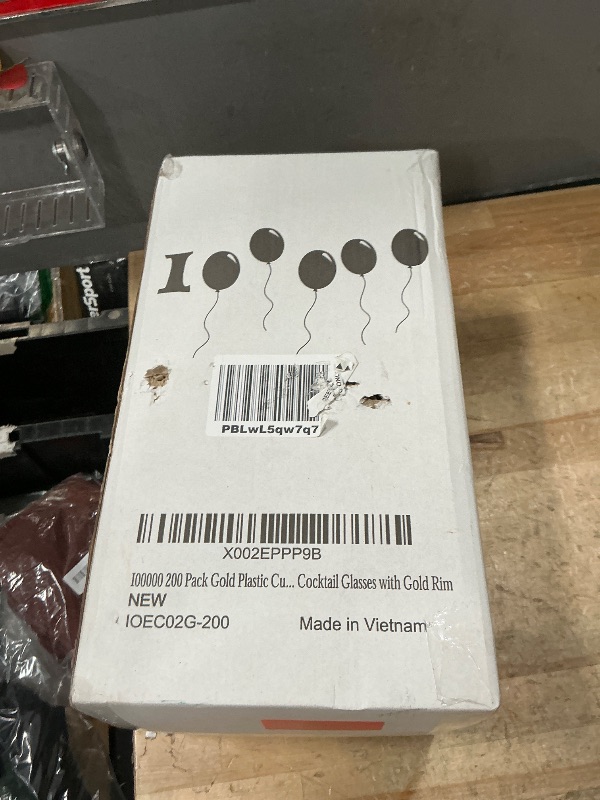 I00000
PBLwL5qw7q7
X002EPPP9B
I00000 200 Pack Gold Plastic Cu... Cocktail Glasses with Gold Rim
NEW
IOEC02G-200
Made in Vietnam